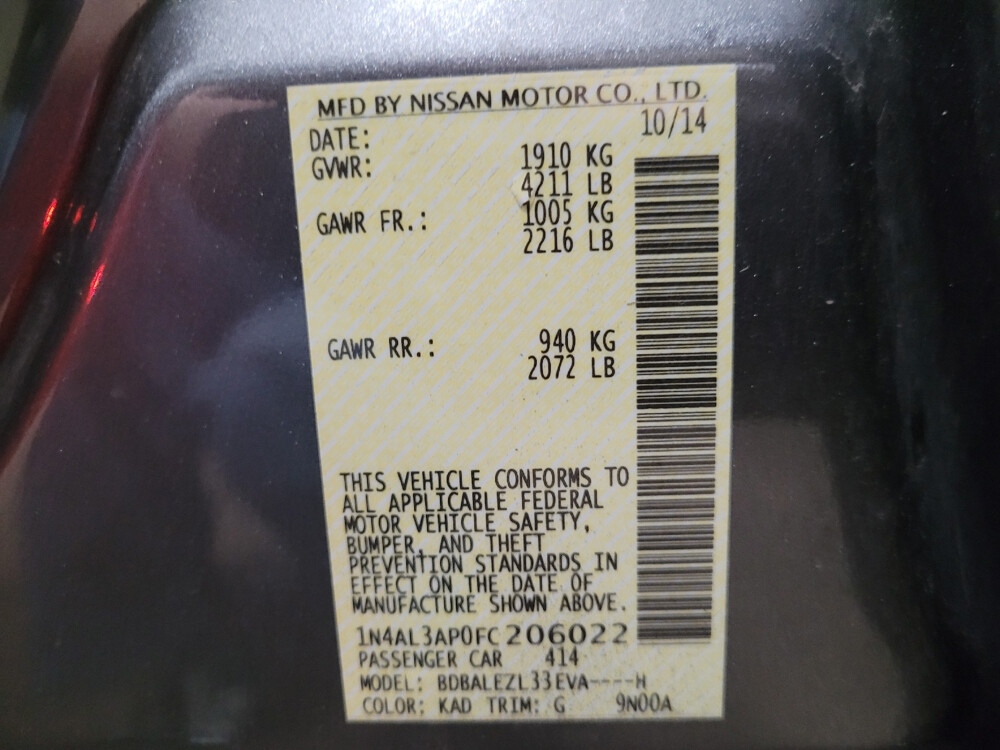 MFD BY NISSAN MOTOR CO., LTD.
DATE: 10/14
GVWR: 1910 KG
4211 LB
GAWR FR.: 1005 KG
2216 LB
GAWR RR.: 940 KG
2072 LB
THIS VEHICLE CONFORMS TO
ALL APPLICABLE FEDERAL
MOTOR VEHICLE SAFETY,
BUMPER, AND THEFT
PREVENTION STANDARDS IN
EFFECT ON THE DATE OF
MANUFACTURE SHOWN ABOVE.
1N4AL3AP0FC206022
PASSENGER CAR 414
MODEL: BDBALEZL33EVA----H
COLOR: KAD TRIM: G 9N00A